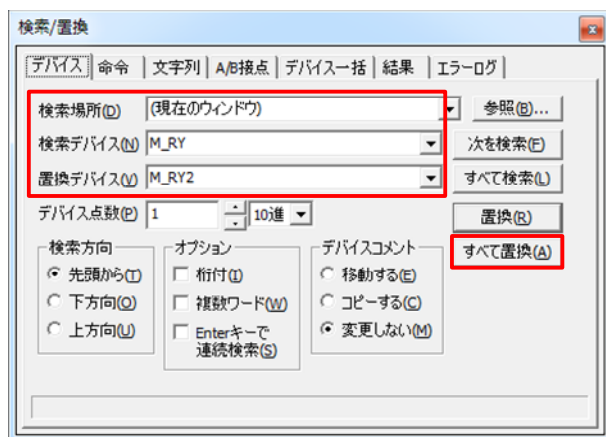 検索/置換
デバイス 命令 文字列 A/B接点 デバイス一括 結果 エラーログ
検索場所(D) (現在のウィンドウ) 参照(B)...
検索デバイス(N) M_RY 次を検索(F)
置換デバイス(V) M_RY2 すべて検索(L)
デバイス点数(P) 1 10進 置換(R)
検索方向 オプション デバイスコメント すべて置換(A)
先頭から(T) 桁付(I) 移動する(E)
下方向(O) 複数ワード(W) コピーする(C)
上方向(U) Enterキーで 変更しない(M)
連続検索(S)